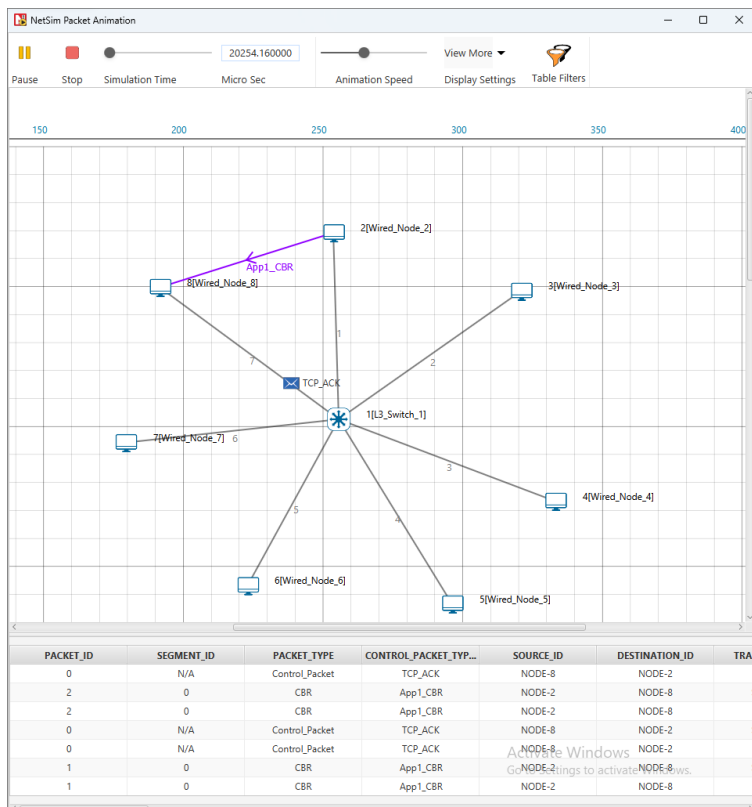 NetSim Packet Animation
20254.160000
View More
Pause Stop Simulation Time Micro Sec Animation Speed Display Settings Table Filters
150 200 250 300 350 400
2[Wired_Node_2]
App1_CBR
8[Wired_Node_8]
3[Wired_Node_3]
1
7
2
TCP_ACK
1[L3_Switch_1]
7[Wired_Node_7]
6
3
4[Wired_Node_4]
5
4
6[Wired_Node_6]
5[Wired_Node_5]
PACKET_ID SEGMENT_ID PACKET_TYPE CONTROL_PACKET_TYP... SOURCE_ID DESTINATION_ID TRA
0 N/A Control_Packet TCP_ACK NODE-8 NODE-2
2 0 CBR App1_CBR NODE-2 NODE-8
2 0 CBR App1_CBR NODE-2 NODE-8
0 N/A Control_Packet TCP_ACK NODE-8 NODE-2
0 N/A Control_Packet TCP_ACK NODE-8 NODE-2
Activate Windows
1 0 CBR App1_CBR NODE-2 NODE-8
Go to Settings to activate Windows.
1 0 CBR App1_CBR NODE-2 NODE-8